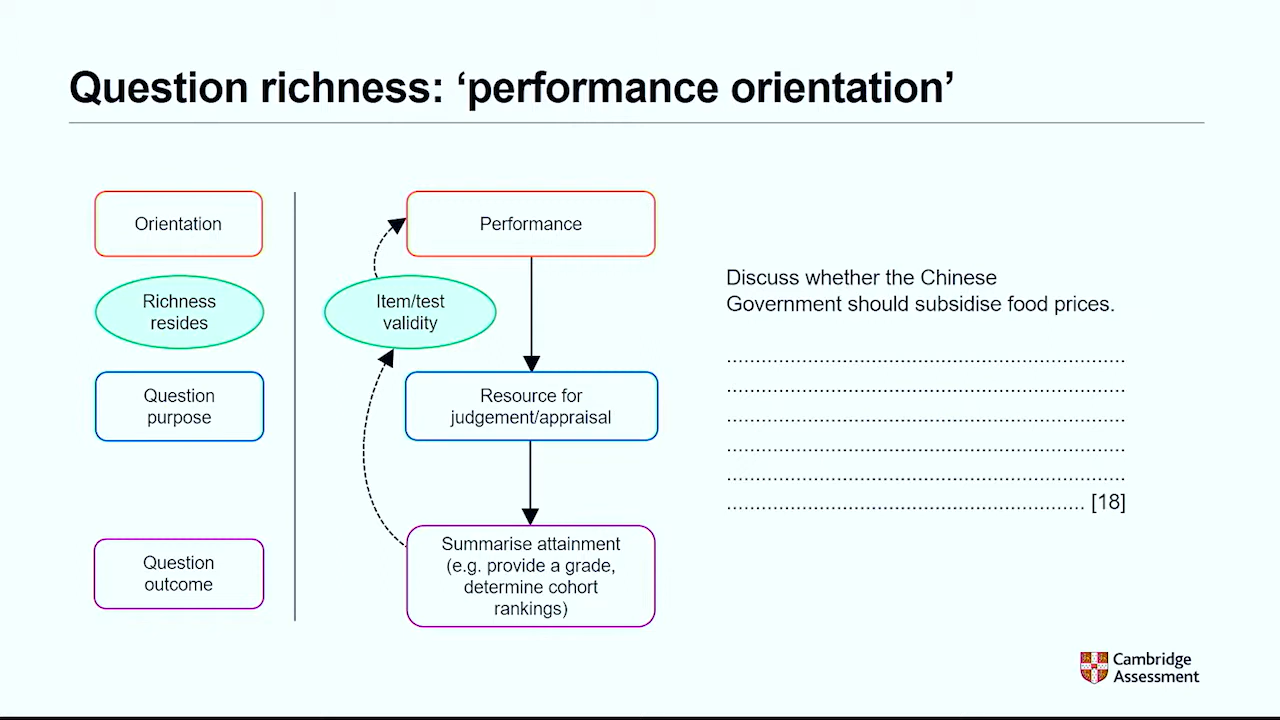 Question richness: ‘performance orientation’
Orientation
Richness
resides
Question
purpose
Question
outcome
Performance
Item/test
validity
Resource for
judgement/appraisal
Summarise attainment
(e.g. provide a grade,
determine cohort
rankings)
Discuss whether the Chinese
Government should subsidise food prices.
.....................................................................
.....................................................................
.....................................................................
.....................................................................
.....................................................................
.............................................................. [18]
Cambridge
Assessment